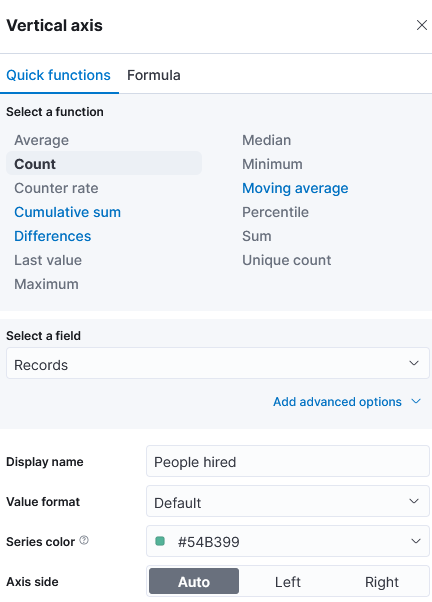 Vertical axis
Quick functions Formula
Select a function
Average Median
Count Minimum
Counter rate Moving average
Cumulative sum Percentile
Differences Sum
Last value Unique count
Maximum
Select a field
Records
Add advanced options
Display name People hired
Value format Default
Series color #54B399
Axis side Auto Left Right